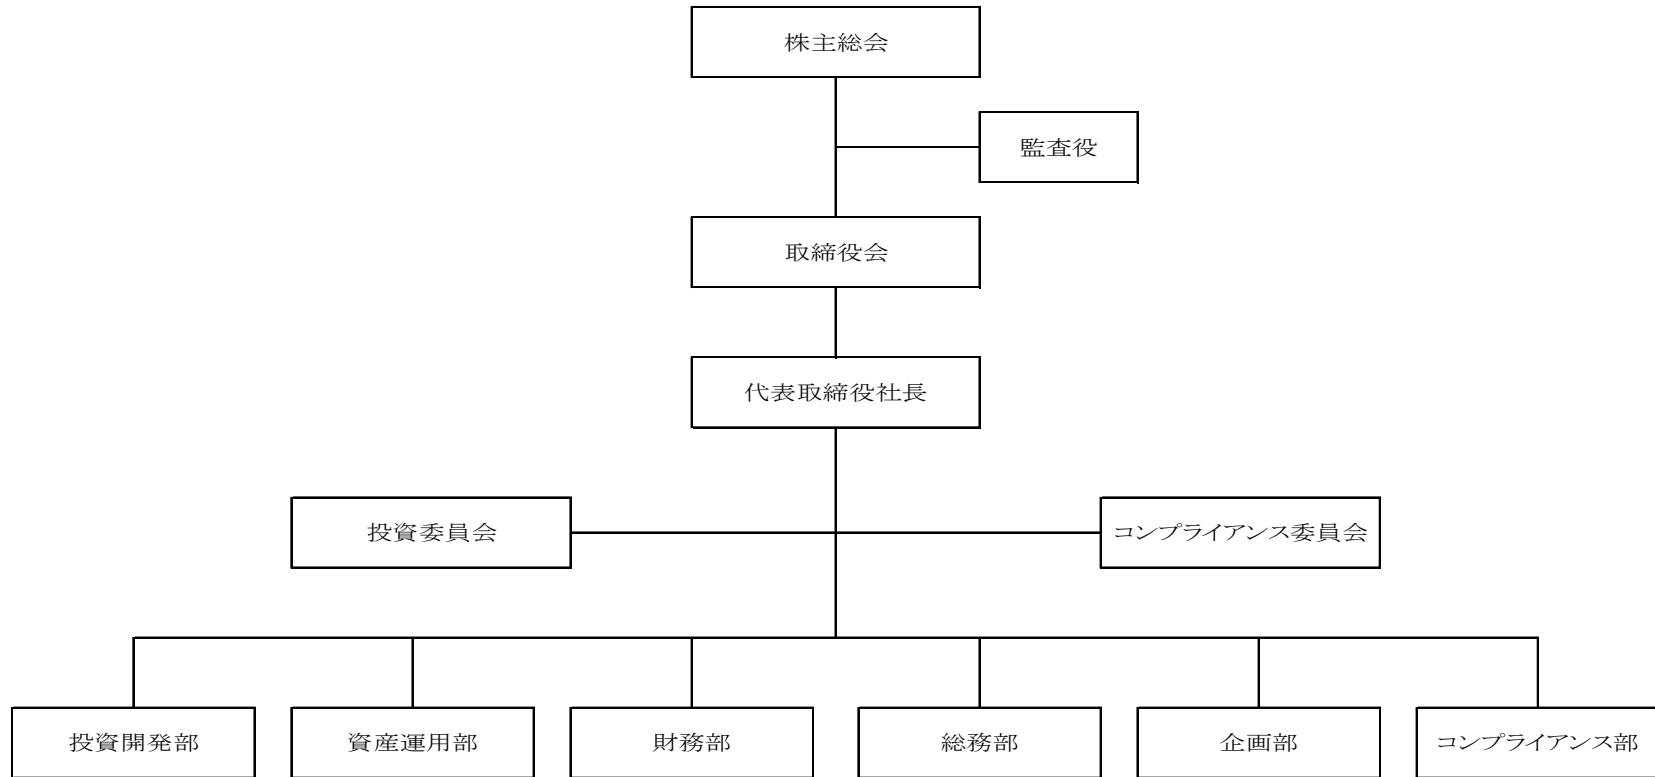 株主総会
監査役
取締役会
代表取締役社長
投資委員会
コンプライアンス委員会
投資開発部
資産運用部
財務部
総務部
企画部
コンプライアンス部